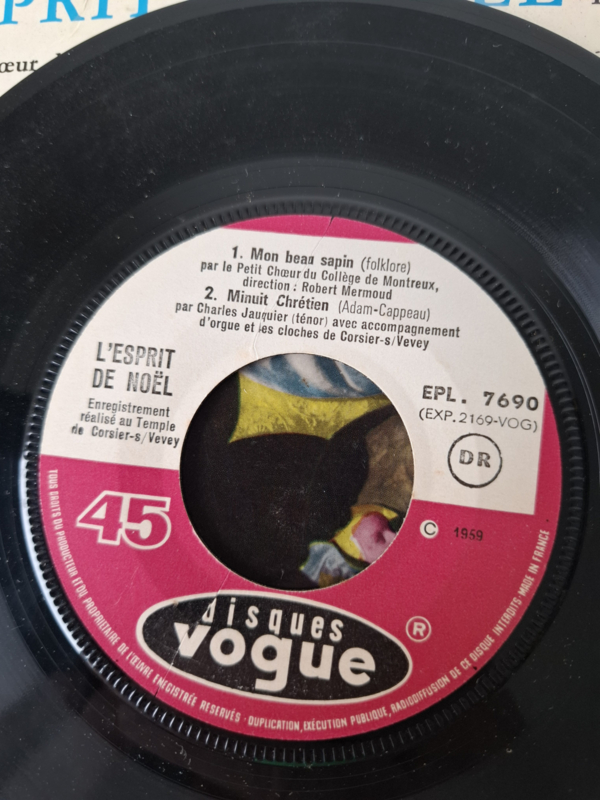 œur
1. Mon beau sapin (folklore)
par le Petit Chœur du Collège de Montreux,
direction : Robert Mermoud
2. Minuit Chrétien (Adam-Cappeau)
par Charles Jauquier (ténor) avec accompagnement
d'orgue et les cloches de Corsier-s/Vevey
L'ESPRIT
DE NOËL
Enregistrement
réalisé au Temple
de Corsier-s/Vevey
EPL. 7690
(EXP. 2169-VOG)
DR
45
© 1959
disques
vogue
®
TOUS DROITS DU PRODUCTEUR ET DU PROPRIÉTAIRE DE L'ŒUVRE ENREGISTRÉE RÉSERVÉS · DUPLICATION, EXÉCUTION PUBLIQUE, RADIODIFFUSION DE CE DISQUE INTERDITS · MADE IN FRANCE